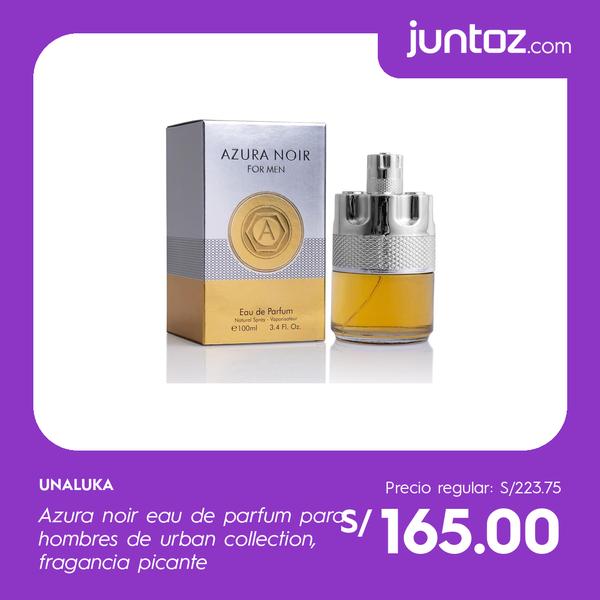 juntoz.com
AZURA NOIR
FOR MEN
A
Eau de Parfum
Natural Spray - Vaporisateur
℮100ml 3.4 Fl. Oz.
UNALUKA
Azura noir eau de parfum para
hombres de urban collection,
fragancia picante
Precio regular: S/223.75
S/ 165.00